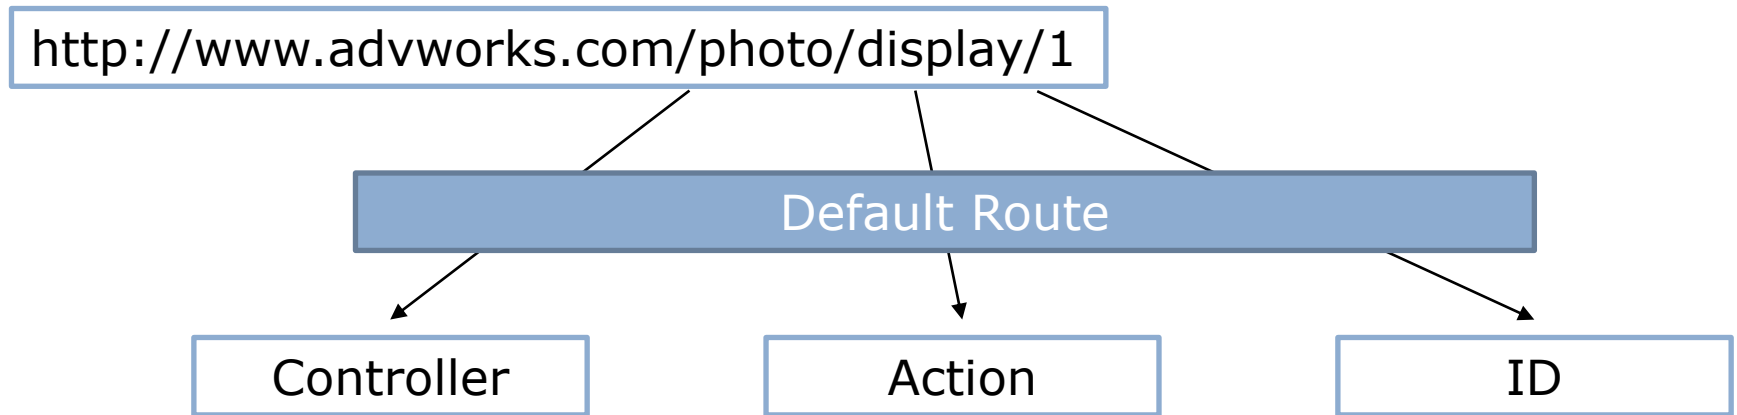 http://www.advworks.com/photo/display/1
Default Route
Controller
Action
ID